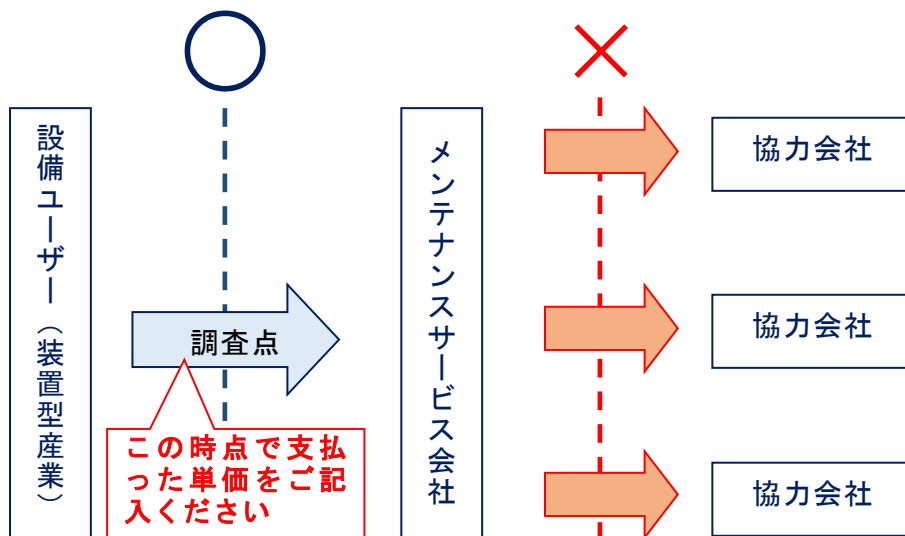 設備ユーザー（装置型産業）
調査点
この時点で支払
った単価をご記
入ください
メンテナンスサービス会社
協力会社
協力会社
協力会社